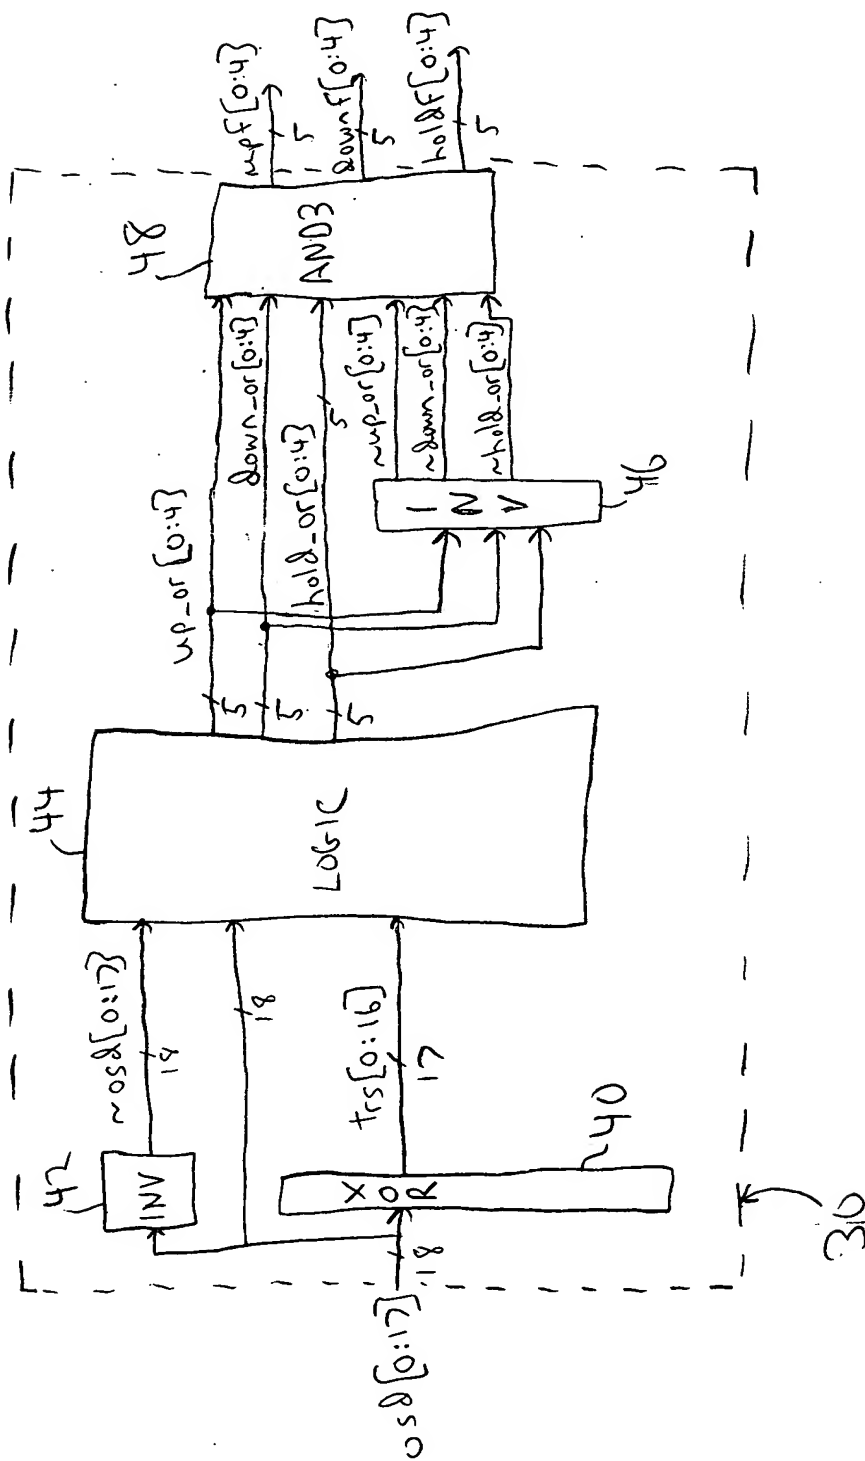 osd[0:17]
18
INV
42
~osd[0:17]
18
18
XOR
40
trs[0:16]
17
LOGIC
44
5
5
5
up_or[0:4]
down_or[0:4]
hold_or[0:4]
5
INV
46
~up_or[0:4]
~down_or[0:4]
~hold_or[0:4]
AND3
48
upf[0:4]
5
downf[0:4]
5
holdf[0:4]
5
30